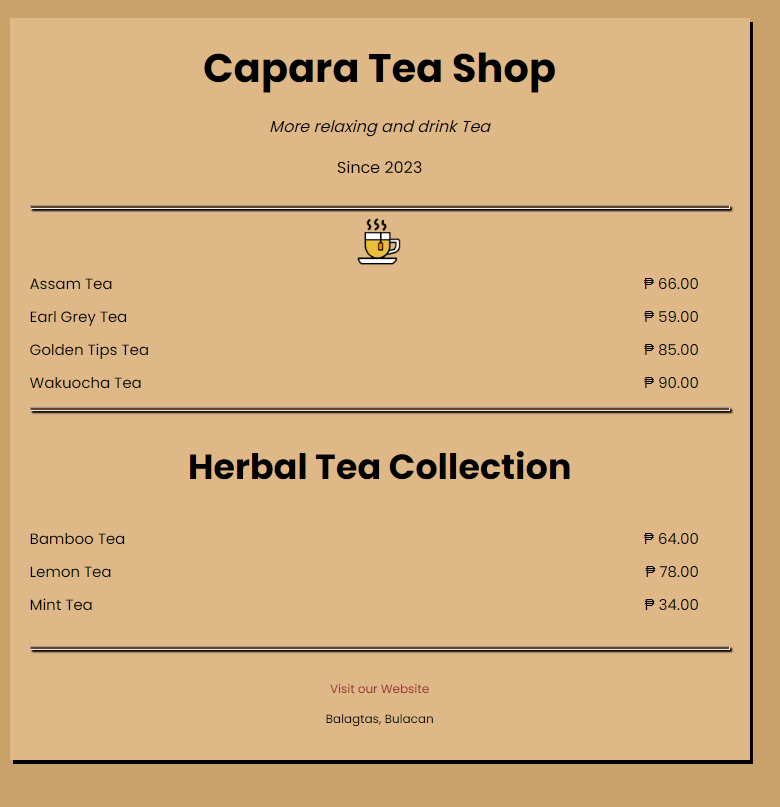 Capara Tea Shop
More relaxing and drink Tea
Since 2023
Assam Tea ₱ 66.00
Earl Grey Tea ₱ 59.00
Golden Tips Tea ₱ 85.00
Wakuocha Tea ₱ 90.00
Herbal Tea Collection
Bamboo Tea ₱ 64.00
Lemon Tea ₱ 78.00
Mint Tea ₱ 34.00
Visit our Website
Balagtas, Bulacan